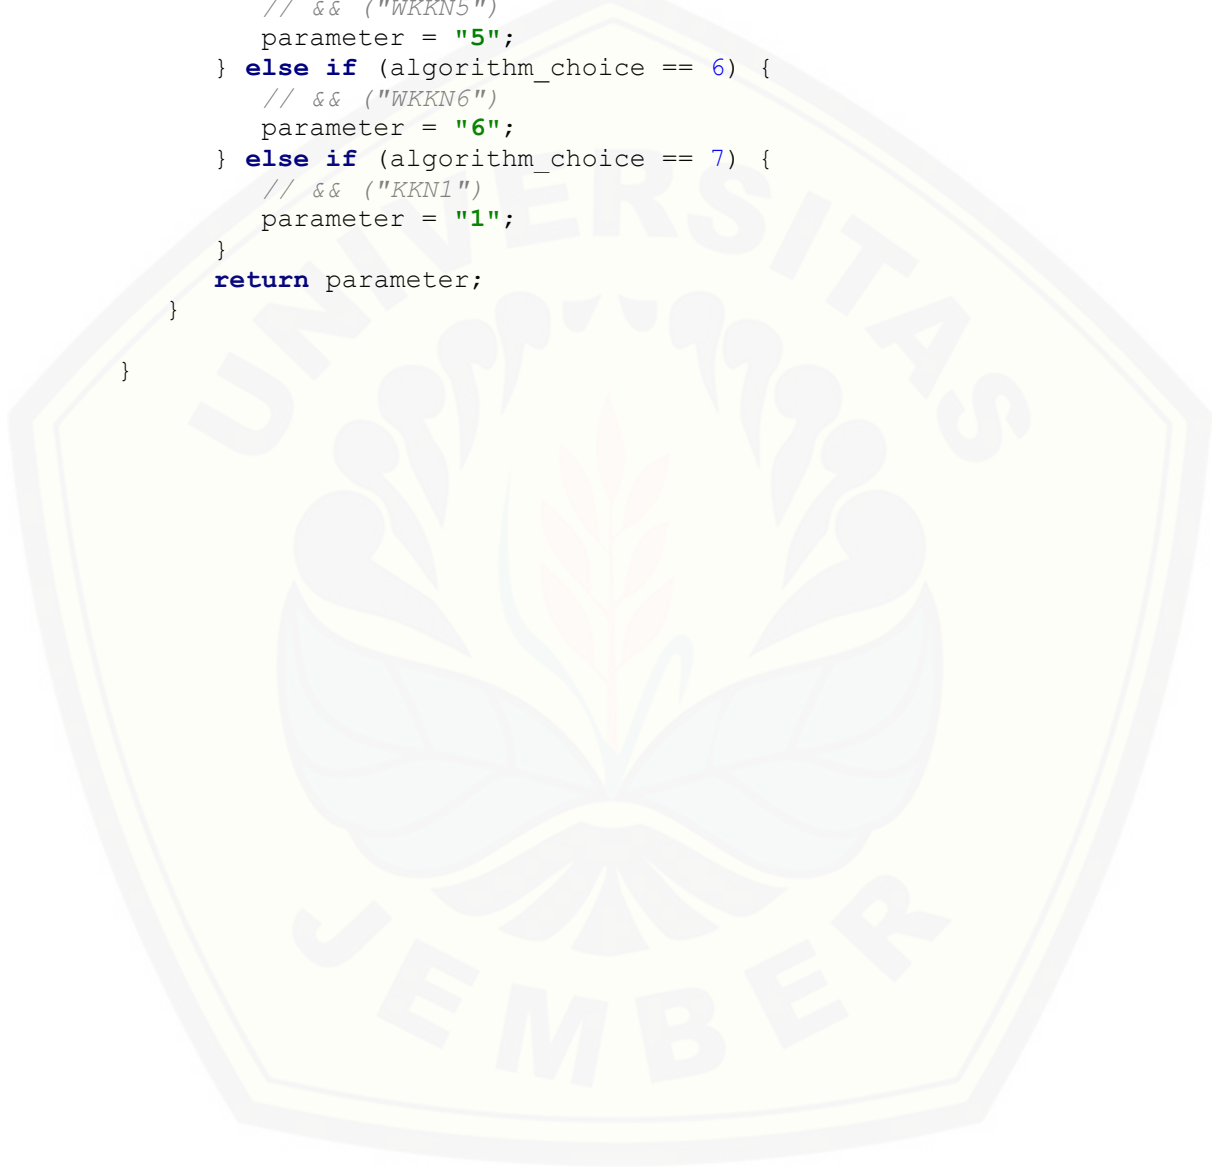 // && ("WKKN5")
parameter = "5";
} else if (algorithm_choice == 6) {
// && ("WKKN6")
parameter = "6";
} else if (algorithm_choice == 7) {
// && ("KKN1")
parameter = "1";
}
return parameter;
}
}
UNIVERSITAS
JEMBER